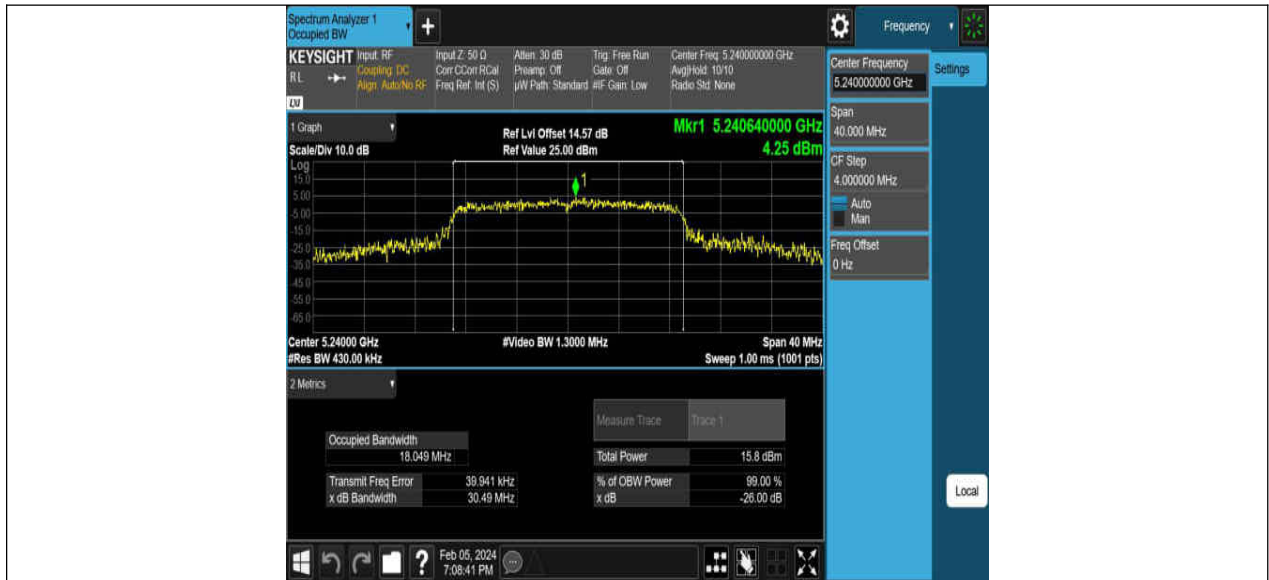 Spectrum Analyzer 1
Occupied BW
+
Frequency
KEYSIGHT Input: RF Input Z: 50 Ω Atten: 30 dB Trig: Free Run Center Freq: 5.240000000 GHz
RL Coupling: DC Corr CCorr RCal Preamp: Off Gate: Off Avg|Hold: 10/10
Align: Auto/No RF Freq Ref: Int (S) µW Path: Standard #IF Gain: Low Radio Std: None
LXI
Center Frequency
5.240000000 GHz
Settings
Span
40.000 MHz
CF Step
4.000000 MHz
Auto
Man
Freq Offset
0 Hz
1 Graph
Scale/Div 10.0 dB
Ref Lvl Offset 14.57 dB
Ref Value 25.00 dBm
Mkr1 5.240640000 GHz
4.25 dBm
Log
15.0
5.00
-5.00
-15.0
-25.0
-35.0
-45.0
-55.0
-65.0
1
Center 5.24000 GHz #Video BW 1.3000 MHz Span 40 MHz
#Res BW 430.00 kHz Sweep 1.00 ms (1001 pts)
2 Metrics
Measure Trace Trace 1
Occupied Bandwidth
18.049 MHz
Total Power 15.8 dBm
Transmit Freq Error 39.941 kHz % of OBW Power 99.00 %
x dB Bandwidth 30.49 MHz x dB -26.00 dB
Local
?
Feb 05, 2024
7:08:41 PM